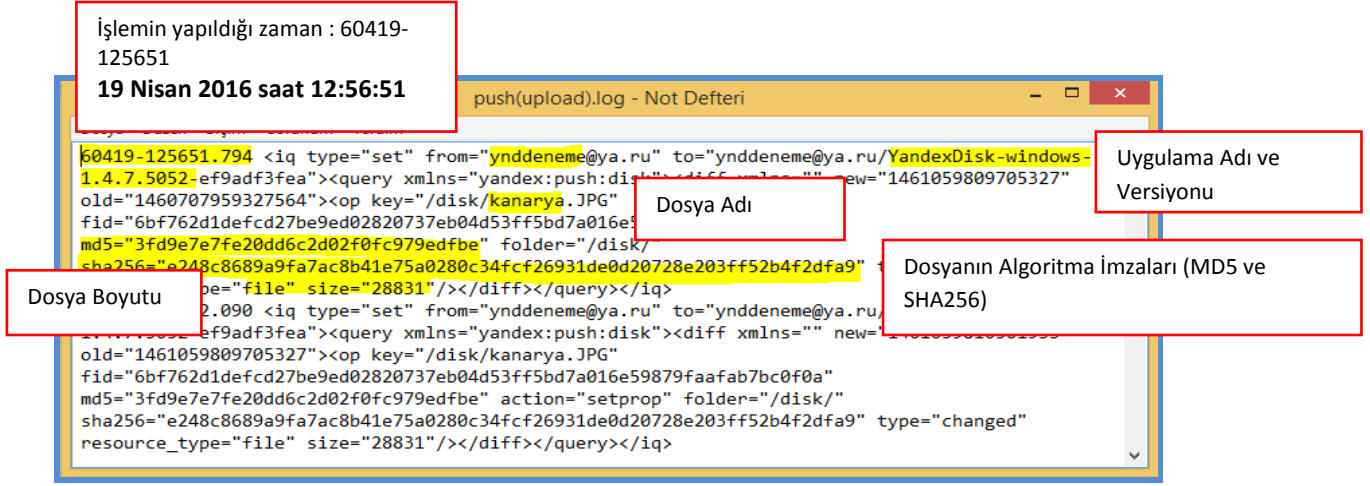 İşlemin yapıldığı zaman : 60419-
125651
19 Nisan 2016 saat 12:56:51
push(upload).log - Not Defteri
60419-125651.794 <iq type="set" from="ynddeneme@ya.ru" to="ynddeneme@ya.ru/YandexDisk-windows-
1.4.7.5052-ef9adf3fea"><query xmlns="yandex:push:disk"><diff xmlns="" new="1461059809705327"
old="1460707959327564"><op key="/disk/kanarya.JPG"
fid="6bf762d1defcd27be9ed02820737eb04d53ff5bd7a016e5
md5="3fd9e7e7fe20dd6c2d02f0fc979edfbe" folder="/disk/"
sha256="e248c8689a9fa7ac8b41e75a0280c34fcf26931de0d20728e203ff52b4f2dfa9"
pe="file" size="28831"/></diff></query></iq>
2.090 <iq type="set" from="ynddeneme@ya.ru" to="ynddeneme@ya.ru/
ef9adf3fea"><query xmlns="yandex:push:disk"><diff xmlns="" new=
old="1461059809705327"><op key="/disk/kanarya.JPG"
fid="6bf762d1defcd27be9ed02820737eb04d53ff5bd7a016e59879faafab7bc0f0a"
md5="3fd9e7e7fe20dd6c2d02f0fc979edfbe" action="setprop" folder="/disk/"
sha256="e248c8689a9fa7ac8b41e75a0280c34fcf26931de0d20728e203ff52b4f2dfa9" type="changed"
resource_type="file" size="28831"/></diff></query></iq>
Uygulama Adı ve
Versiyonu
Dosya Adı
Dosyanın Algoritma İmzaları (MD5 ve
SHA256)
Dosya Boyutu